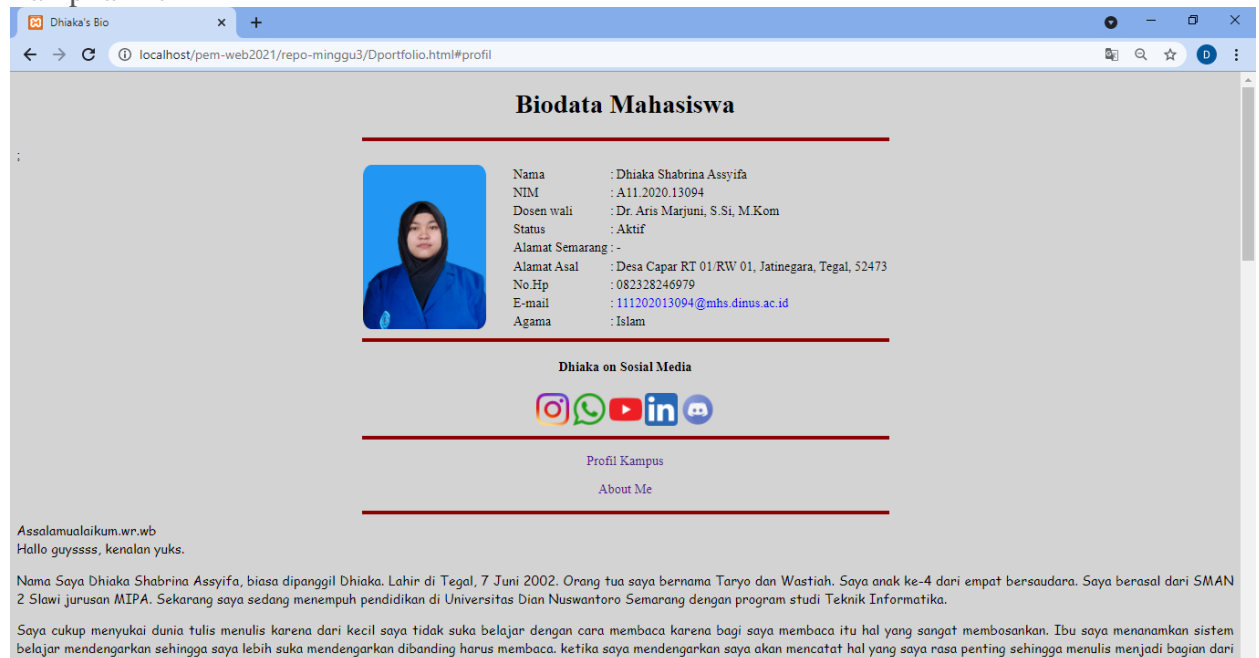 Dhiaka's Bio
localhost/pem-web2021/repo-minggu3/Dportfolio.html#profil
D
Biodata Mahasiswa
;
Nama : Dhiaka Shabrina Assyifa
NIM : A11.2020.13094
Dosen wali : Dr. Aris Marjuni, S.Si, M.Kom
Status : Aktif
Alamat Semarang : -
Alamat Asal : Desa Capar RT 01/RW 01, Jatinegara, Tegal, 52473
No.Hp : 082328246979
E-mail : 111202013094@mhs.dinus.ac.id
Agama : Islam
Dhiaka on Sosial Media
in
Profil Kampus
About Me
Assalamualaikum.wr.wb
Hallo guyssss, kenalan yuks.
Nama Saya Dhiaka Shabrina Assyifa, biasa dipanggil Dhiaka. Lahir di Tegal, 7 Juni 2002. Orang tua saya bernama Taryo dan Wastiah. Saya anak ke-4 dari empat bersaudara. Saya berasal dari SMAN
2 Slawi jurusan MIPA. Sekarang saya sedang menempuh pendidikan di Universitas Dian Nuswantoro Semarang dengan program studi Teknik Informatika.
Saya cukup menyukai dunia tulis menulis karena dari kecil saya tidak suka belajar dengan cara membaca karena bagi saya membaca itu hal yang sangat membosankan. Ibu saya menanamkan sistem
belajar mendengarkan sehingga saya lebih suka mendengarkan dibanding harus membaca. ketika saya mendengarkan saya akan mencatat hal yang saya rasa penting sehingga menulis menjadi bagian dari